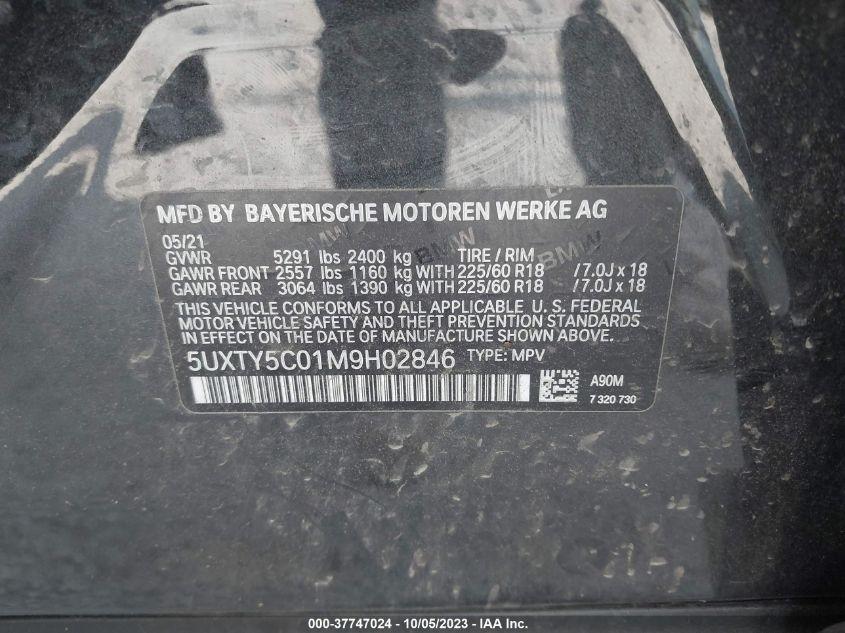 MFD BY BAYERISCHE MOTOREN WERKE AG
05/21
GVWR 5291 lbs 2400 kg TIRE / RIM
GAWR FRONT 2557 lbs 1160 kg WITH 225/60 R18 /7.0J x 18
GAWR REAR 3064 lbs 1390 kg WITH 225/60 R18 /7.0J x 18
THIS VEHICLE CONFORMS TO ALL APPLICABLE U. S. FEDERAL
MOTOR VEHICLE SAFETY AND THEFT PREVENTION STANDARDS
IN EFFECT ON THE DATE OF MANUFACTURE SHOWN ABOVE.
5UXTY5C01M9H02846 TYPE: MPV
A90M
7 320 730
BMW
BMW
BMW
000-37747024 - 10/05/2023 - IAA Inc.